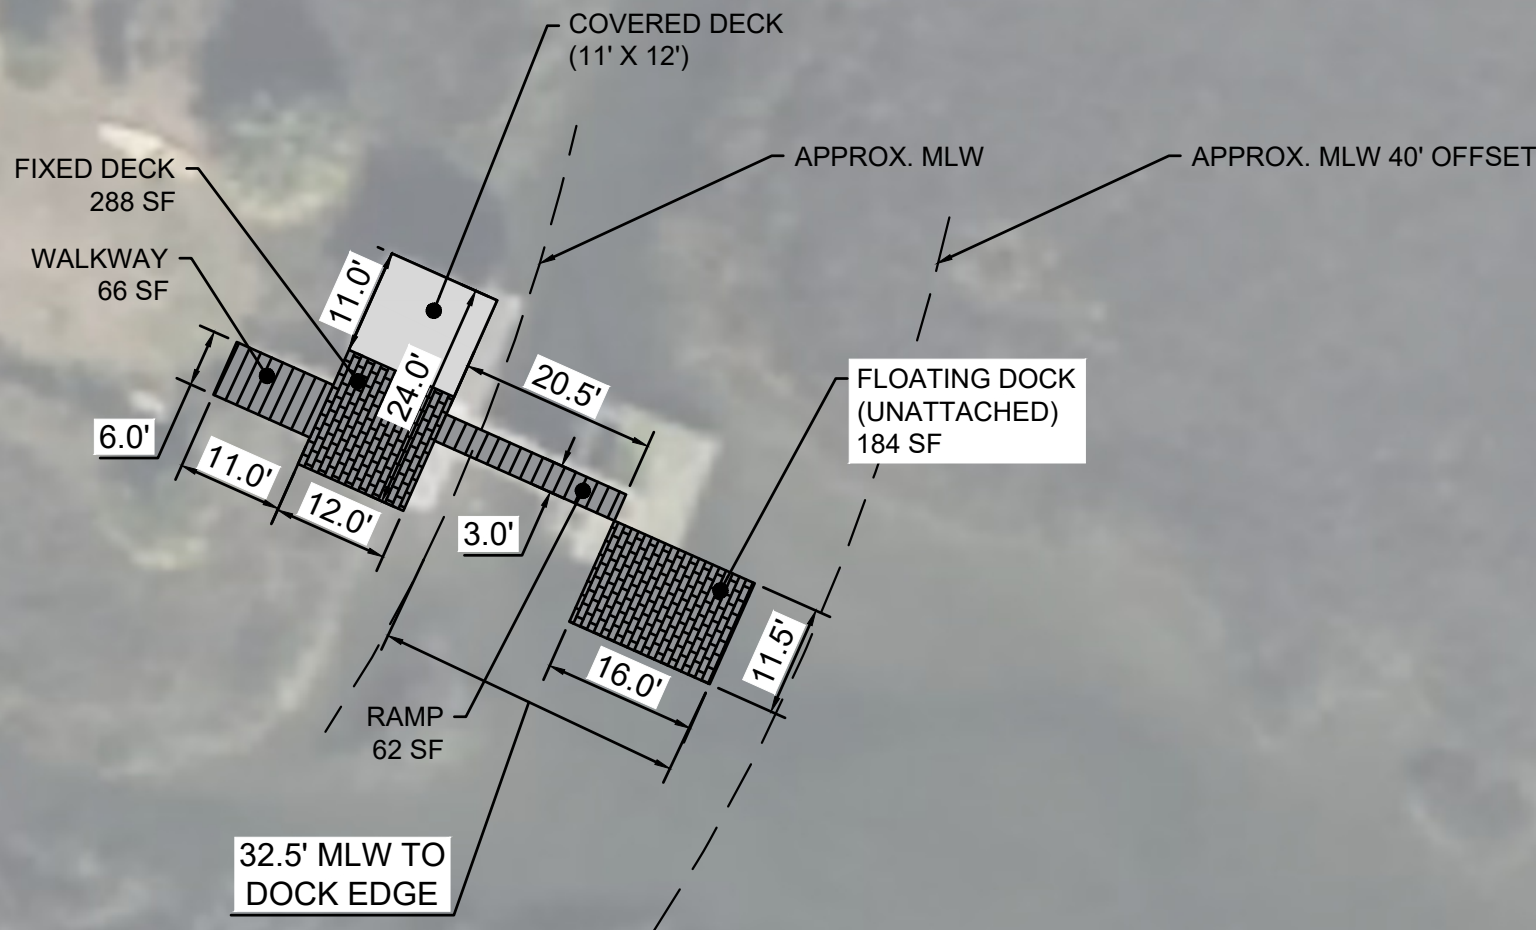 COVERED DECK
(11' X 12')
APPROX. MLW
APPROX. MLW 40' OFFSET
FIXED DECK
288 SF
WALKWAY
66 SF
11.0'
24.0'
20.5'
FLOATING DOCK
(UNATTACHED)
184 SF
6.0'
11.0'
12.0'
3.0'
16.0'
11.5'
RAMP
62 SF
32.5' MLW TO
DOCK EDGE